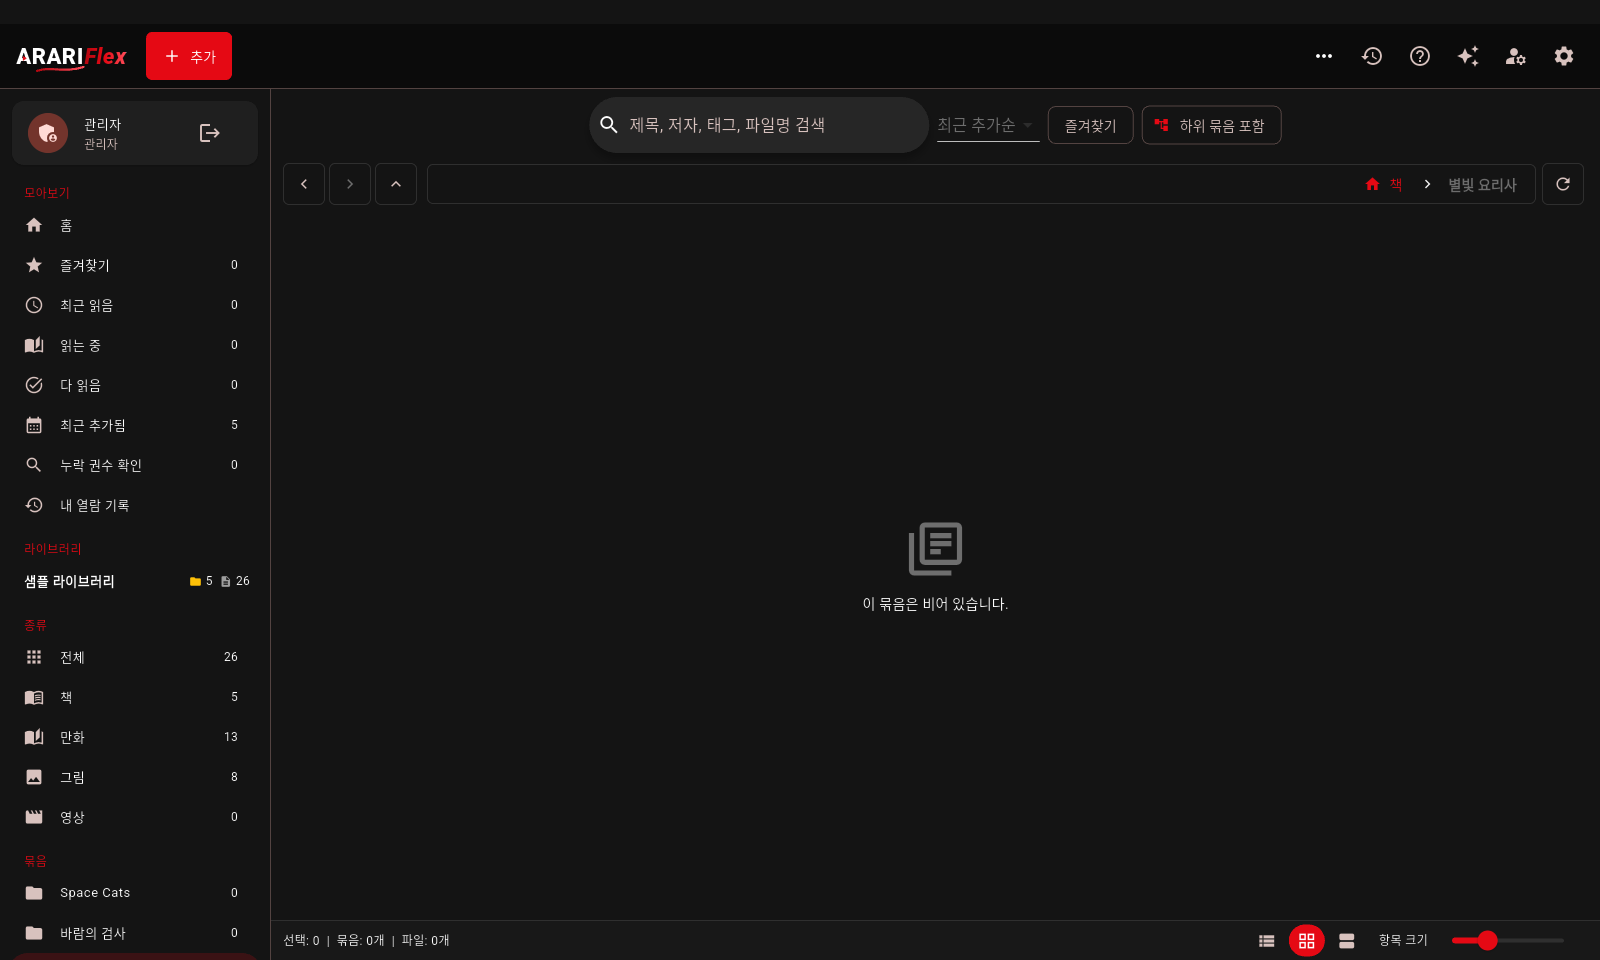 ARARIFlex
추가
관리자
관리자
제목, 저자, 태그, 파일명 검색
최근 추가순
즐겨찾기
하위 묶음 포함
책
별빛 요리사
모아보기
홈
즐겨찾기 0
최근 읽음 0
읽는 중 0
다 읽음 0
최근 추가됨 5
누락 권수 확인 0
내 열람 기록
라이브러리
샘플 라이브러리 5 26
종류
전체 26
책 5
만화 13
그림 8
영상 0
묶음
Space Cats 0
바람의 검사 0
이 묶음은 비어 있습니다.
선택: 0 | 묶음: 0개 | 파일: 0개
항목 크기